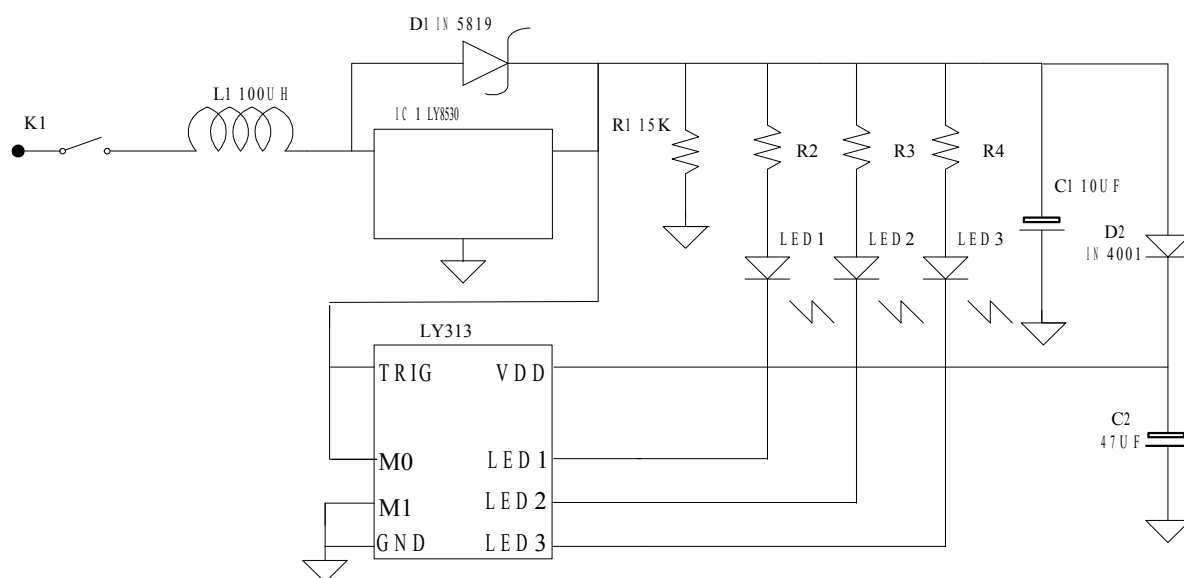 D1 IN 5819
L1 100UH
IC 1 LY8530
K1
R1 15K
R2
R3
R4
C1 10UF
LED1
LED2
LED3
D2
IN 4001
LY313
TRIG
VDD
C2
47UF
M0
LED1
M1
LED2
GND
LED3